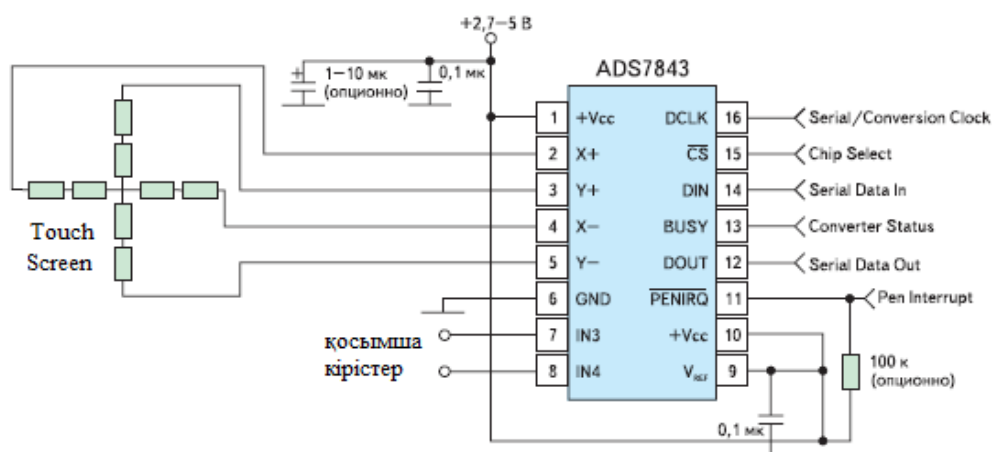 +2,7–5 В
ADS7843
1–10 мк
(опционно)
0,1 мк
+
1 +Vcc DCLK 16 Serial/Conversion Clock
2 X+ CS 15 Chip Select
3 Y+ DIN 14 Serial Data In
4 X– BUSY 13 Converter Status
5 Y– DOUT 12 Serial Data Out
6 GND PENIRQ 11 Pen Interrupt
7 IN3 +Vcc 10
8 IN4 VREF 9
Touch
Screen
қосымша
кірістер
100 к
(опционно)
0,1 мк